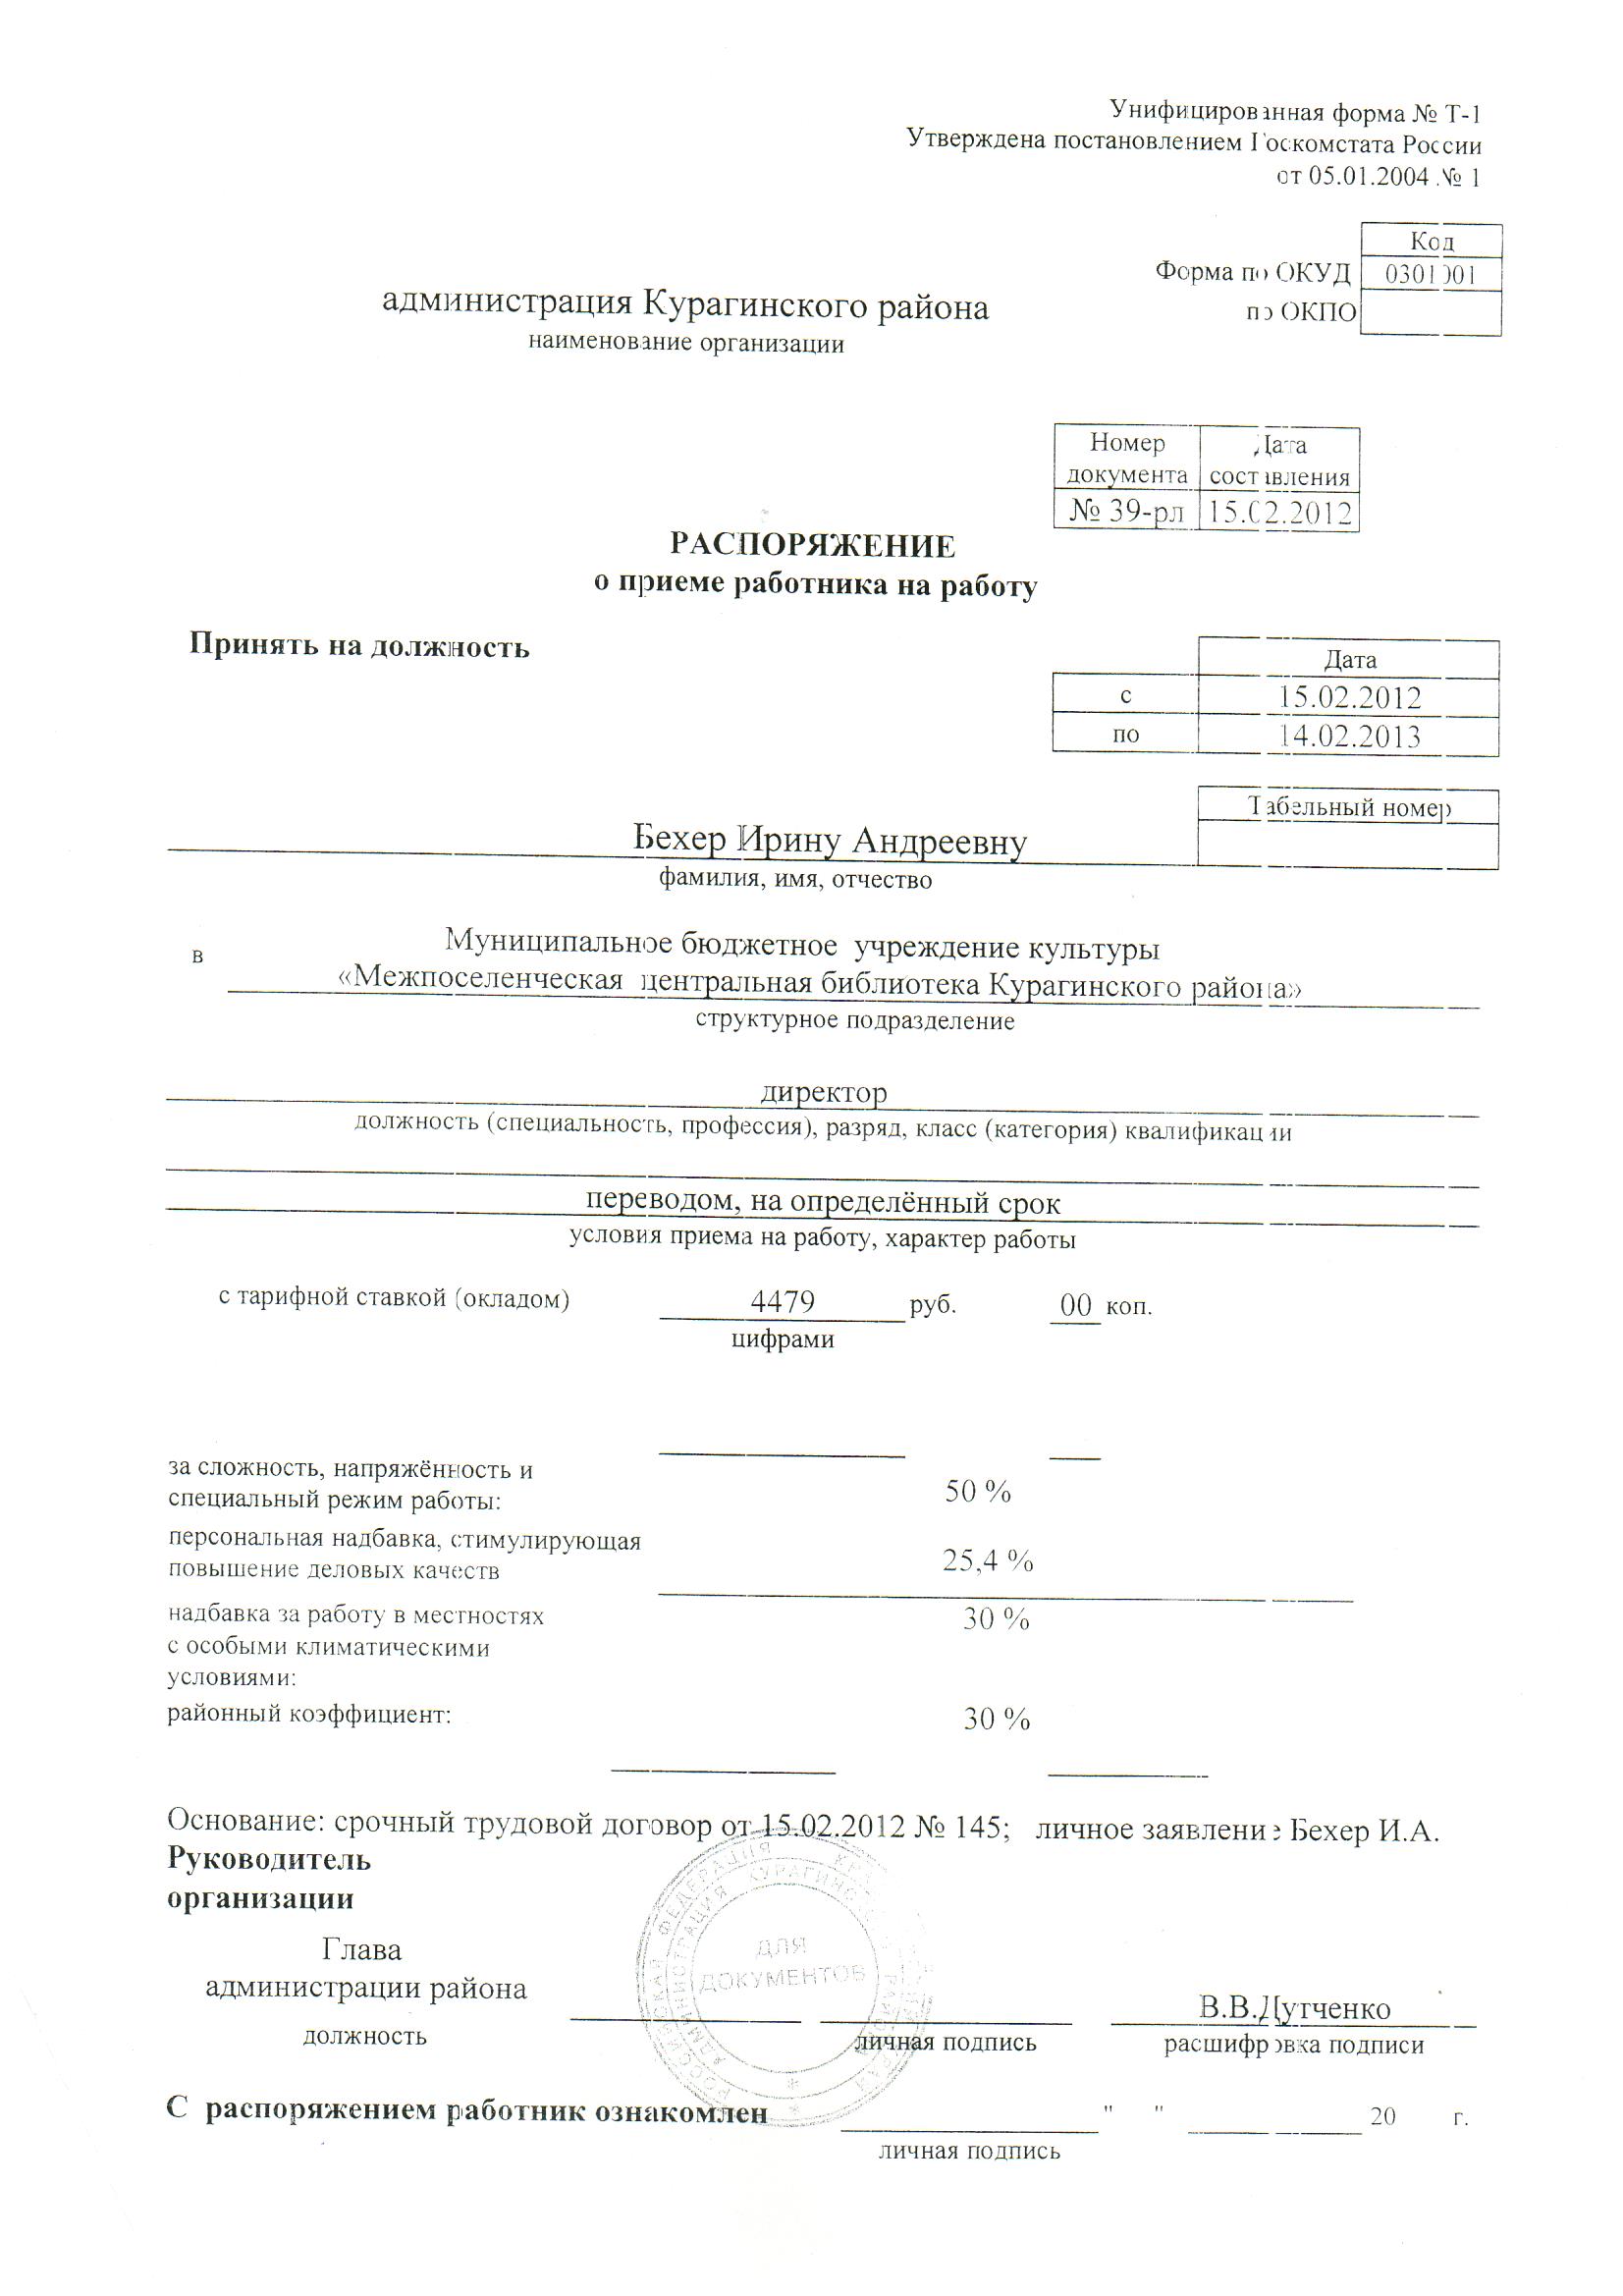 Унифицированная форма № Т-1
Утверждена постановлением Госкомстата России
от 05.01.2004 № 1
Код
Форма по ОКУД 0301001
по ОКПО
администрация Курагинского района
наименование организации
Номер документа Дата составления
№ 39-рл 15.02.2012
РАСПОРЯЖЕНИЕ
о приеме работника на работу
Принять на должность
Дата
с 15.02.2012
по 14.02.2013
Табельный номер
Бехер Ирину Андреевну
фамилия, имя, отчество
в Муниципальное бюджетное учреждение культуры
«Межпоселенческая центральная библиотека Курагинского района»
структурное подразделение
директор
должность (специальность, профессия), разряд, класс (категория) квалификации
переводом, на определённый срок
условия приема на работу, характер работы
с тарифной ставкой (окладом) 4479 руб. 00 коп.
цифрами
за сложность, напряжённость и
специальный режим работы: 50 %
персональная надбавка, стимулирующая
повышение деловых качеств 25,4 %
надбавка за работу в местностях 30 %
с особыми климатическими
условиями:
районный коэффициент: 30 %
Основание: срочный трудовой договор от 15.02.2012 № 145; личное заявление Бехер И.А.
Руководитель
организации
Глава
администрации района В.В.Дутченко
должность личная подпись расшифровка подписи
ДЛЯ
ДОКУМЕНТОВ
РОССИЙСКАЯ ФЕДЕРАЦИЯ
АДМИНИСТРАЦИЯ
С распоряжением работник ознакомлен " " 20 г.
личная подпись